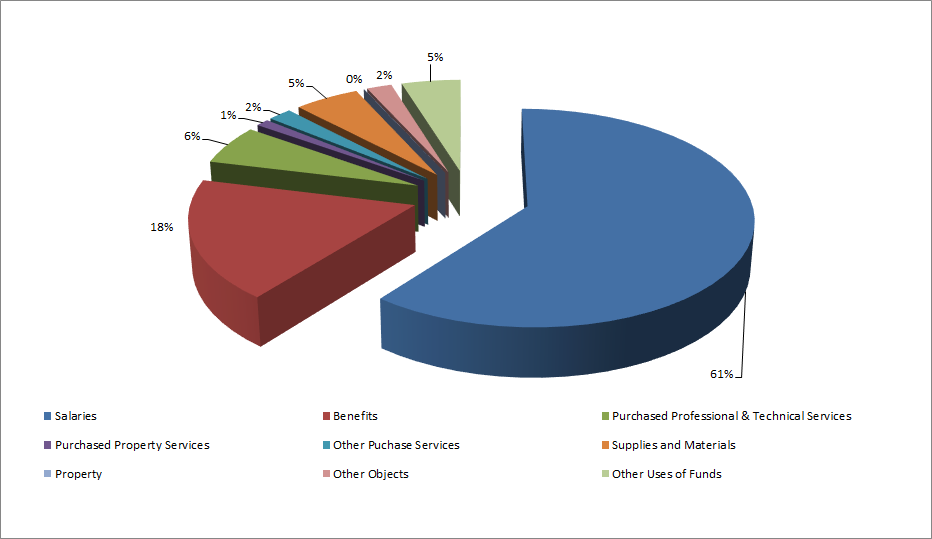 5%
0%
2%
5%
2%
1%
6%
18%
61%
Salaries
Benefits
Purchased Professional & Technical Services
Purchased Property Services
Other Puchase Services
Supplies and Materials
Property
Other Objects
Other Uses of Funds